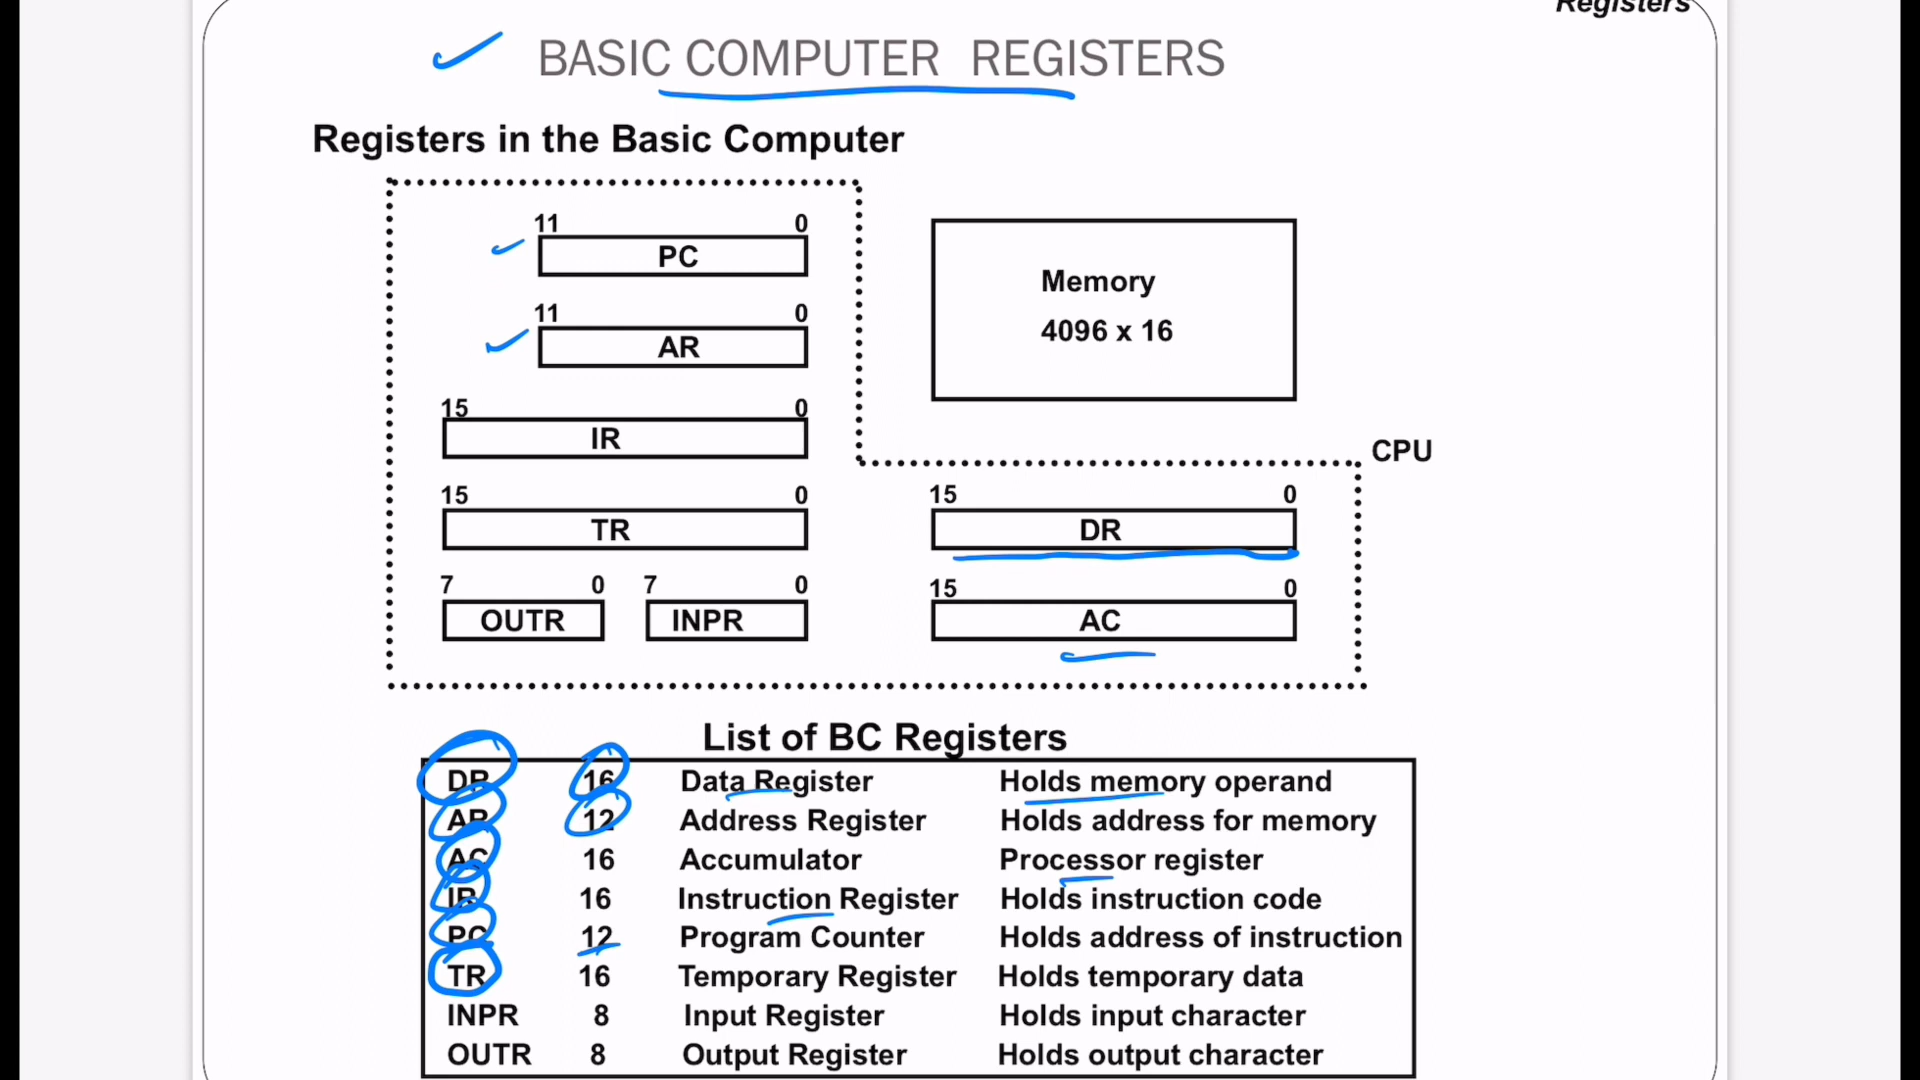 Registers
BASIC COMPUTER REGISTERS
Registers in the Basic Computer
11 0
PC
11 0
AR
15 0
IR
15 0
TR
7 0 7 0
OUTR INPR
Memory
4096 x 16
CPU
15 0
DR
15 0
AC
List of BC Registers
DR 16 Data Register Holds memory operand
AR 12 Address Register Holds address for memory
AC 16 Accumulator Processor register
IR 16 Instruction Register Holds instruction code
PC 12 Program Counter Holds address of instruction
TR 16 Temporary Register Holds temporary data
INPR 8 Input Register Holds input character
OUTR 8 Output Register Holds output character